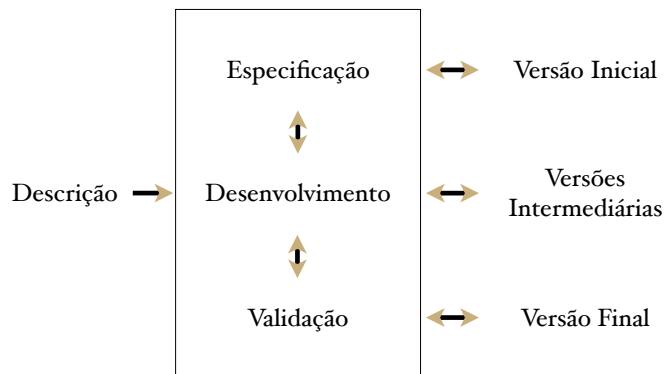 Especificação
Versão Inicial
Descrição
Desenvolvimento
Versões
Intermediárias
Validação
Versão Final